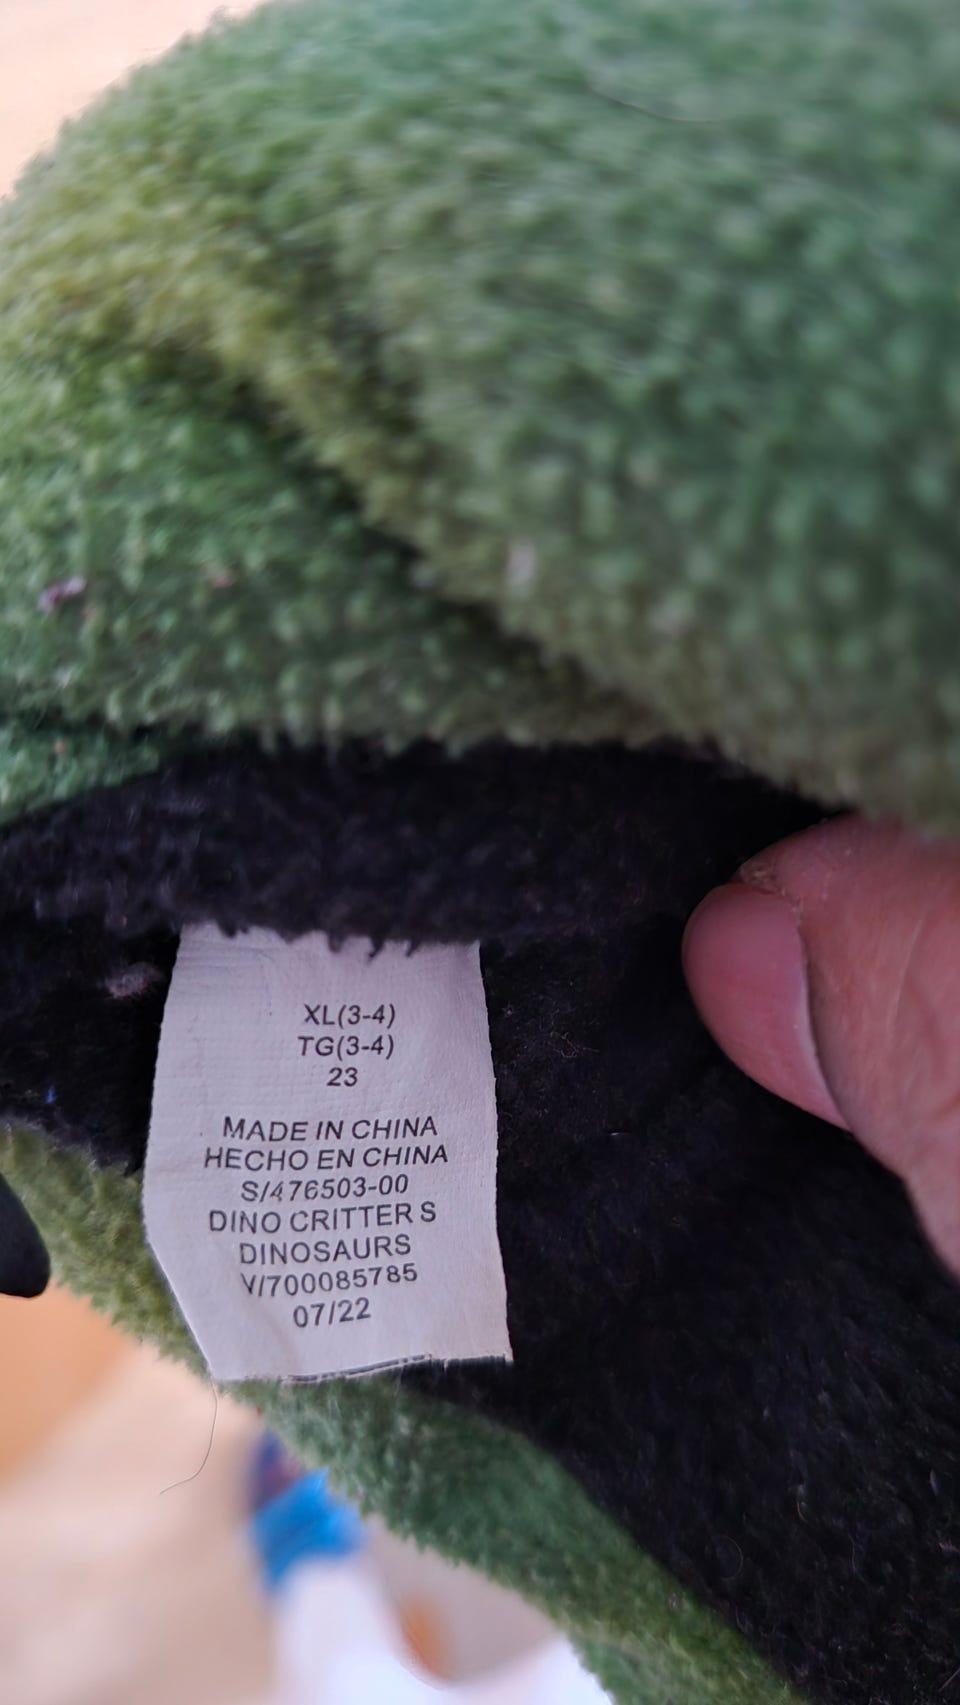 XL(3-4)
TG(3-4)
23
MADE IN CHINA
HECHO EN CHINA
S/476503-00
DINO CRITTERS
DINOSAURS
V/700085785
07/22